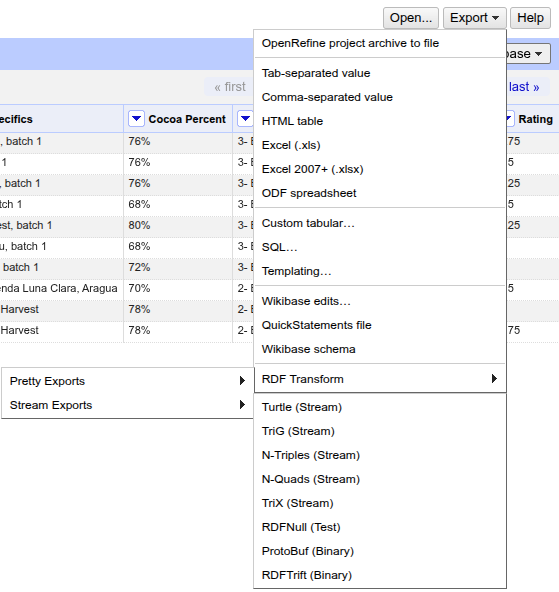 Open... Export Help
OpenRefine project archive to file
base
Tab-separated value
« first last »
Comma-separated value
HTML table
ecifics Cocoa Percent Rating
Excel (.xls)
, batch 1 76% 3- 75
1 76% 3- 5
Excel 2007+ (.xlsx)
, batch 1 76% 3- 25
ODF spreadsheet
tch 1 68% 3- 5
est, batch 1 80% 3- 25
Custom tabular...
u, batch 1 68% 3-
SQL...
batch 1 72% 3-
Templating...
nda Luna Clara, Aragua 70% 2- 5
Wikibase edits...
Harvest 78% 2-
QuickStatements file
Harvest 78% 2- 75
Wikibase schema
RDF Transform
Pretty Exports
Stream Exports
Turtle (Stream)
TriG (Stream)
N-Triples (Stream)
N-Quads (Stream)
TriX (Stream)
RDFNull (Test)
ProtoBuf (Binary)
RDFTrift (Binary)